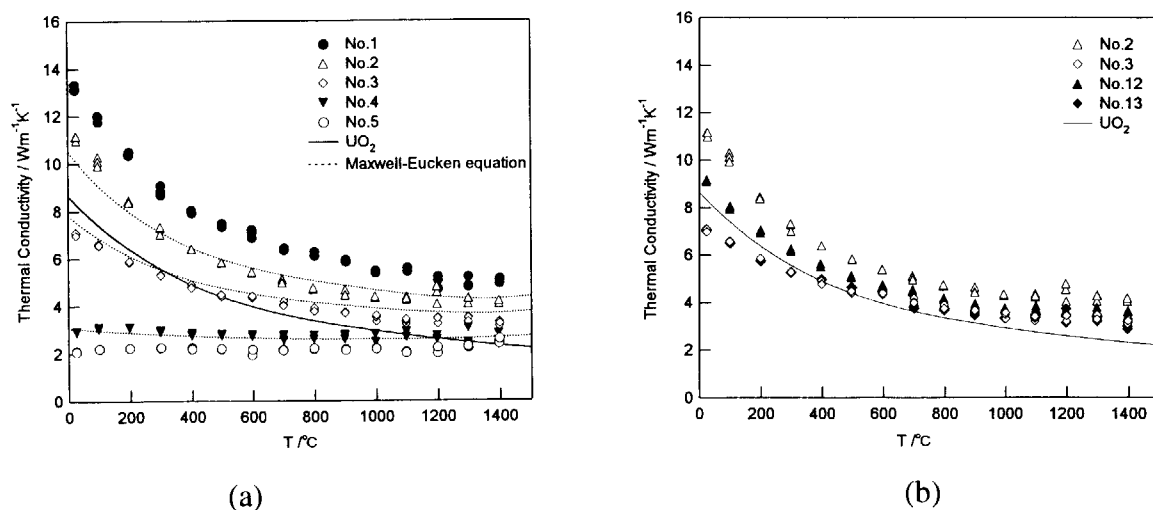 16
14
12
10
8
6
4
2
0
Thermal Conductivity / Wm⁻¹K⁻¹
No.1
No.2
No.3
No.4
No.5
UO₂
Maxwell-Eucken equation
0 200 400 600 800 1000 1200 1400
T /°C
(a)
16
14
12
10
8
6
4
2
0
Thermal Conductivity / Wm⁻¹K⁻¹
No.2
No.3
No.12
No.13
UO₂
0 200 400 600 800 1000 1200 1400
T /°C
(b)